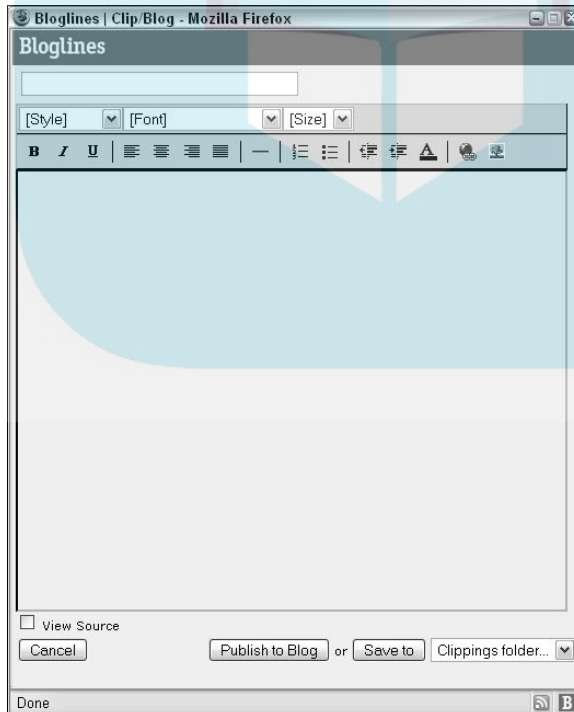 Bloglines | Clip/Blog - Mozilla Firefox
Bloglines
[Style] [Font] [Size]
B I U A
View Source
Cancel Publish to Blog or Save to Clippings folder...
Done B